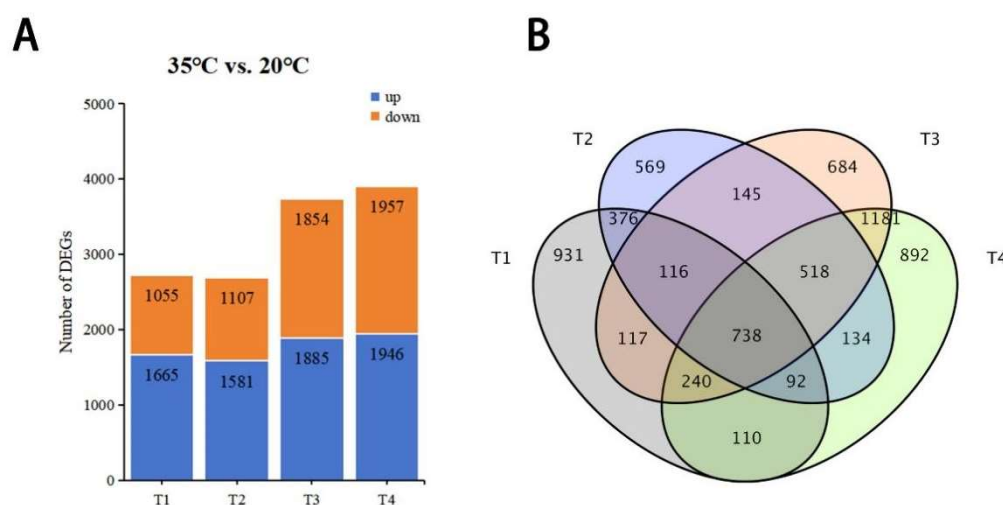 A
35°C vs. 20°C
up
down
Number of DEGs
5000
4000
3000
2000
1000
0
1055
1107
1854
1957
1665
1581
1885
1946
T1
T2
T3
T4
B
T2
T3
569
684
145
376
1181
T1
931
892
T4
116
518
117
738
134
240
92
110